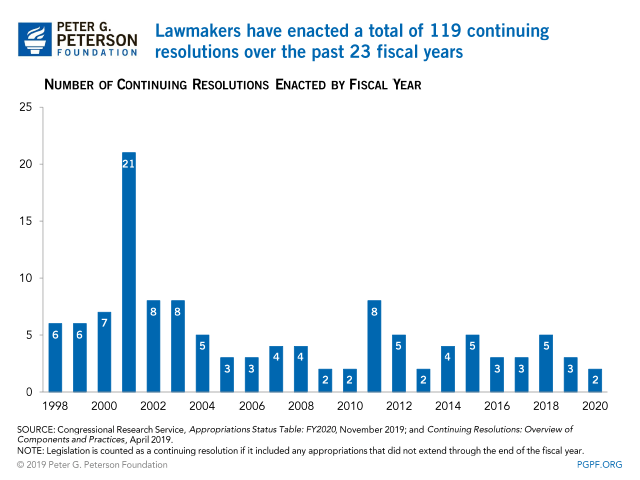 PETER G.
PETERSON
FOUNDATION
Lawmakers have enacted a total of 119 continuing
resolutions over the past 23 fiscal years
NUMBER OF CONTINUING RESOLUTIONS ENACTED BY FISCAL YEAR
25
20
15
10
5
0
6 6 7 21 8 8 5 3 3 4 4 2 2 8 5 2 4 5 3 3 5 3 2
1998 2000 2002 2004 2006 2008 2010 2012 2014 2016 2018 2020
SOURCE: Congressional Research Service, Appropriations Status Table: FY2020, November 2019; and Continuing Resolutions: Overview of
Components and Practices, April 2019.
NOTE: Legislation is counted as a continuing resolution if it included any appropriations that did not extend through the end of the fiscal year.
© 2019 Peter G. Peterson Foundation
PGPF.ORG